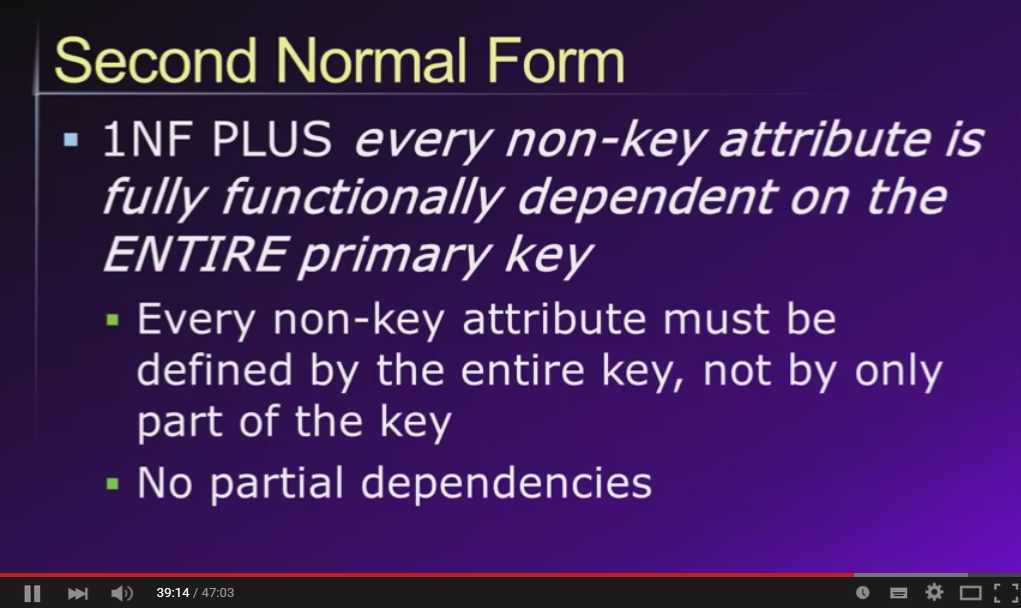 Second Normal Form
1NF PLUS every non-key attribute is
fully functionally dependent on the
ENTIRE primary key
Every non-key attribute must be
defined by the entire key, not by only
part of the key
No partial dependencies
39:14 / 47:03